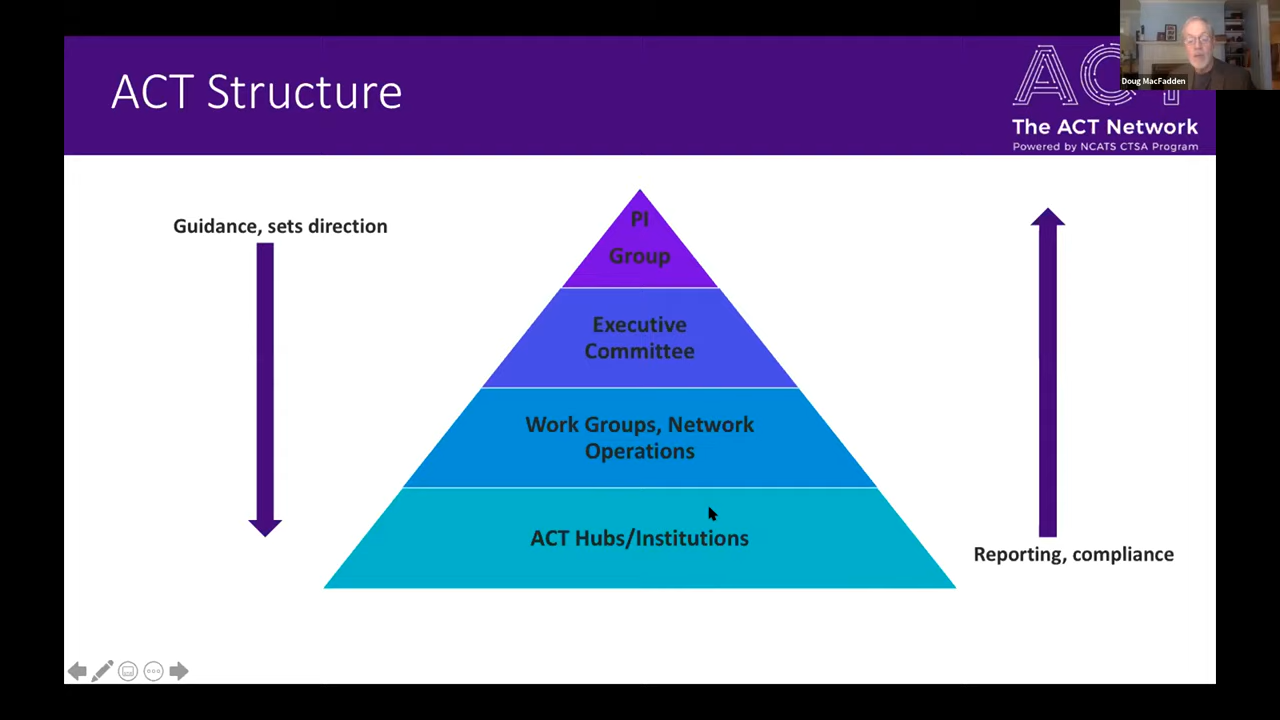 ACT Structure
Doug MacFadden
ACT
The ACT Network
Powered by NCATS CTSA Program
Guidance, sets direction
PI
Group
Executive
Committee
Work Groups, Network
Operations
ACT Hubs/Institutions
Reporting, compliance